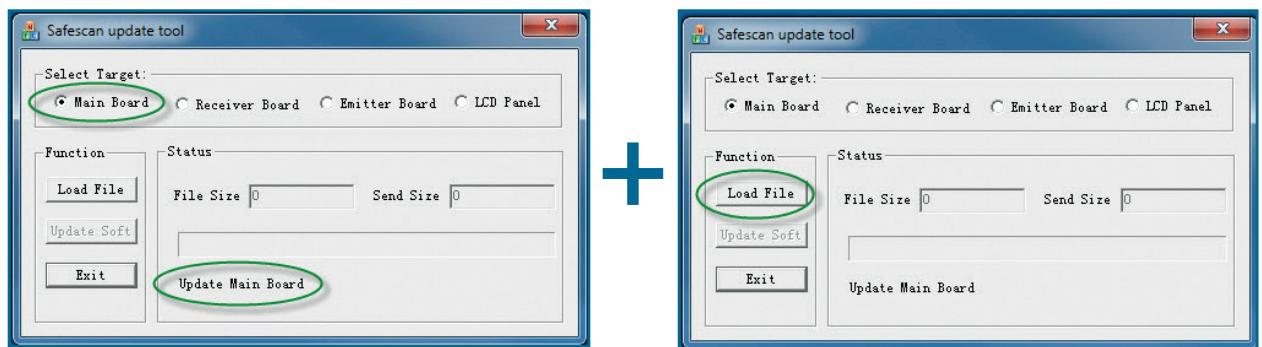 Safescan update tool
Select Target:
Main Board Receiver Board Emitter Board LCD Panel
Function Status
Load File File Size 0 Send Size 0
Update Soft
Exit Update Main Board
+
Safescan update tool
Select Target:
Main Board Receiver Board Emitter Board LCD Panel
Function Status
Load File File Size 0 Send Size 0
Update Soft
Exit Update Main Board